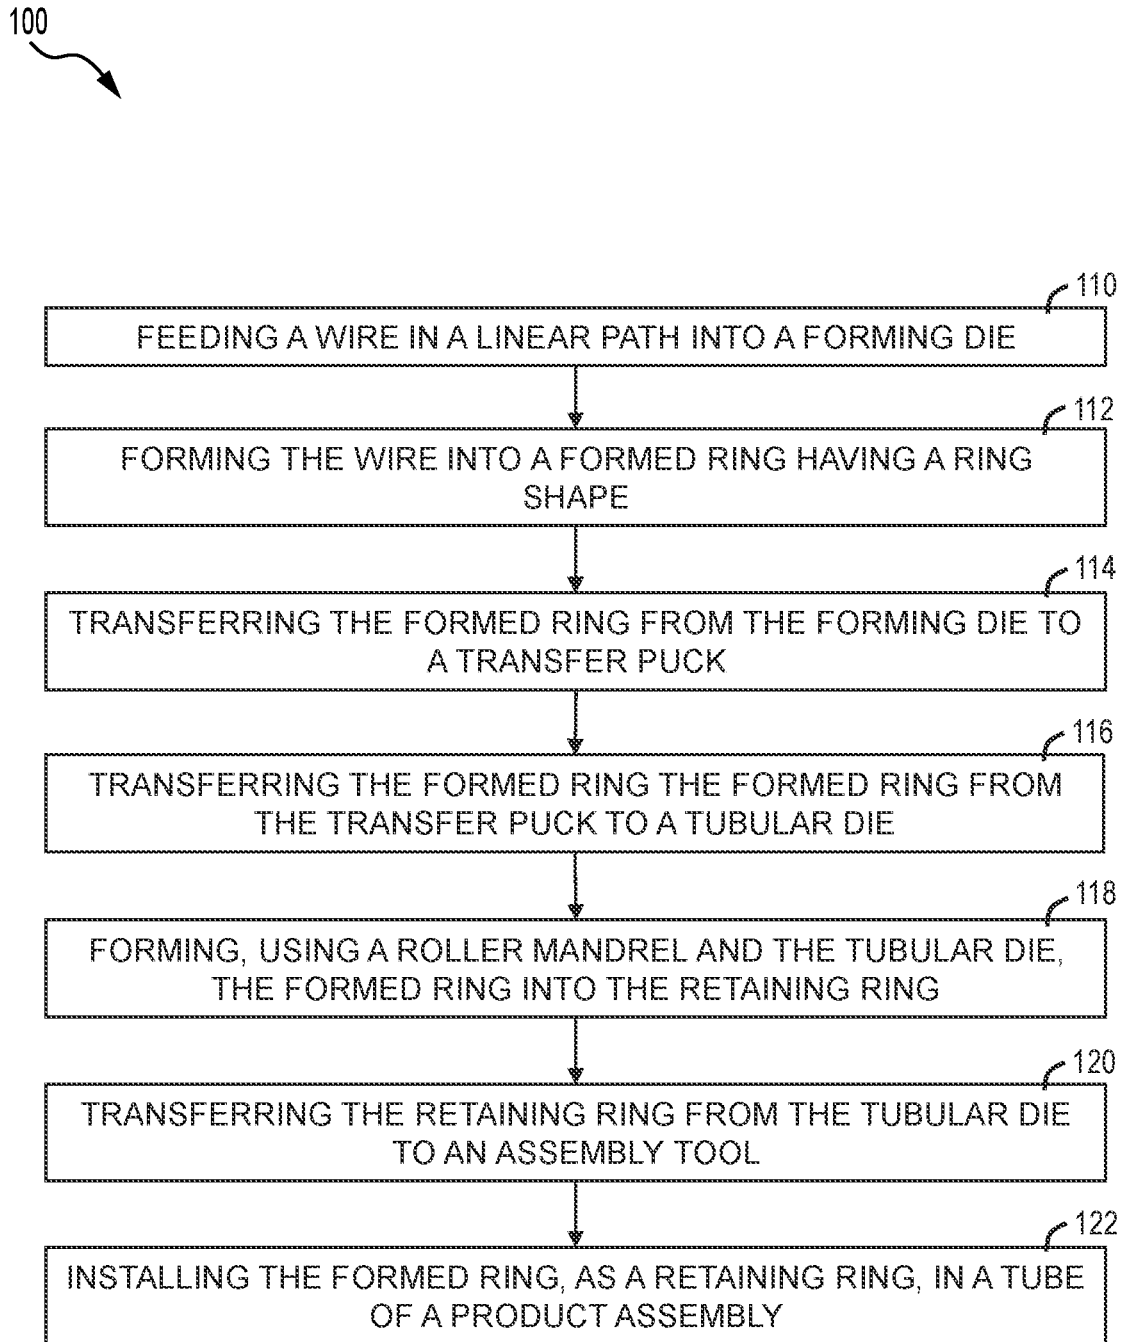 100
110
FEEDING A WIRE IN A LINEAR PATH INTO A FORMING DIE
112
FORMING THE WIRE INTO A FORMED RING HAVING A RING
SHAPE
114
TRANSFERRING THE FORMED RING FROM THE FORMING DIE TO
A TRANSFER PUCK
116
TRANSFERRING THE FORMED RING THE FORMED RING FROM
THE TRANSFER PUCK TO A TUBULAR DIE
118
FORMING, USING A ROLLER MANDREL AND THE TUBULAR DIE,
THE FORMED RING INTO THE RETAINING RING
120
TRANSFERRING THE RETAINING RING FROM THE TUBULAR DIE
TO AN ASSEMBLY TOOL
122
INSTALLING THE FORMED RING, AS A RETAINING RING, IN A TUBE
OF A PRODUCT ASSEMBLY